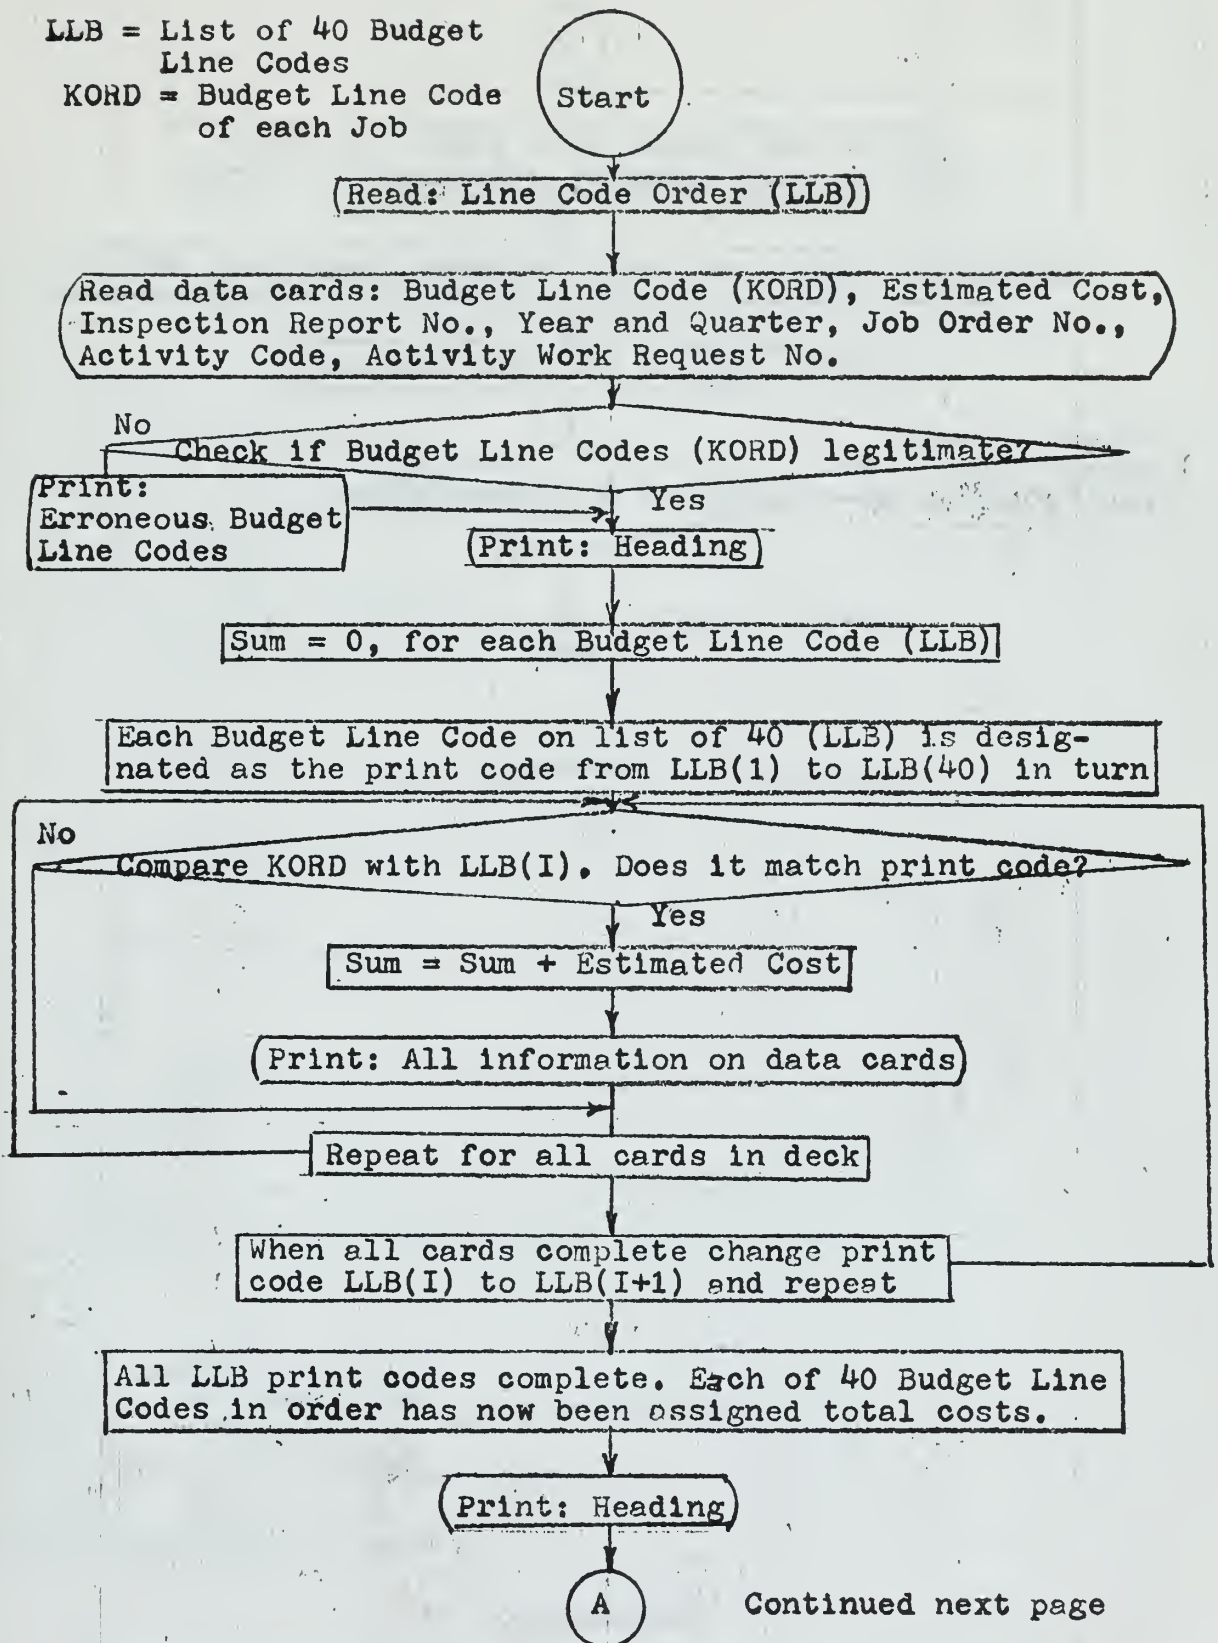 LLB = List of 40 Budget
Line Codes
KORD = Budget Line Code
of each Job
Start
(Read: Line Code Order (LLB))
Read data cards: Budget Line Code (KORD), Estimated Cost,
Inspection Report No., Year and Quarter, Job Order No.,
Activity Code, Activity Work Request No.
No
Check if Budget Line Codes (KORD) legitimate?
Yes
Print:
Erroneous Budget
Line Codes
(Print: Heading)
Sum = 0, for each Budget Line Code (LLB)
Each Budget Line Code on list of 40 (LLB) is desig-
nated as the print code from LLB(1) to LLB(40) in turn
No
Compare KORD with LLB(I). Does it match print code?
Yes
Sum = Sum + Estimated Cost
(Print: All information on data cards)
Repeat for all cards in deck
When all cards complete change print
code LLB(I) to LLB(I+1) and repeat
All LLB print codes complete. Each of 40 Budget Line
Codes in order has now been assigned total costs.
(Print: Heading)
A
Continued next page